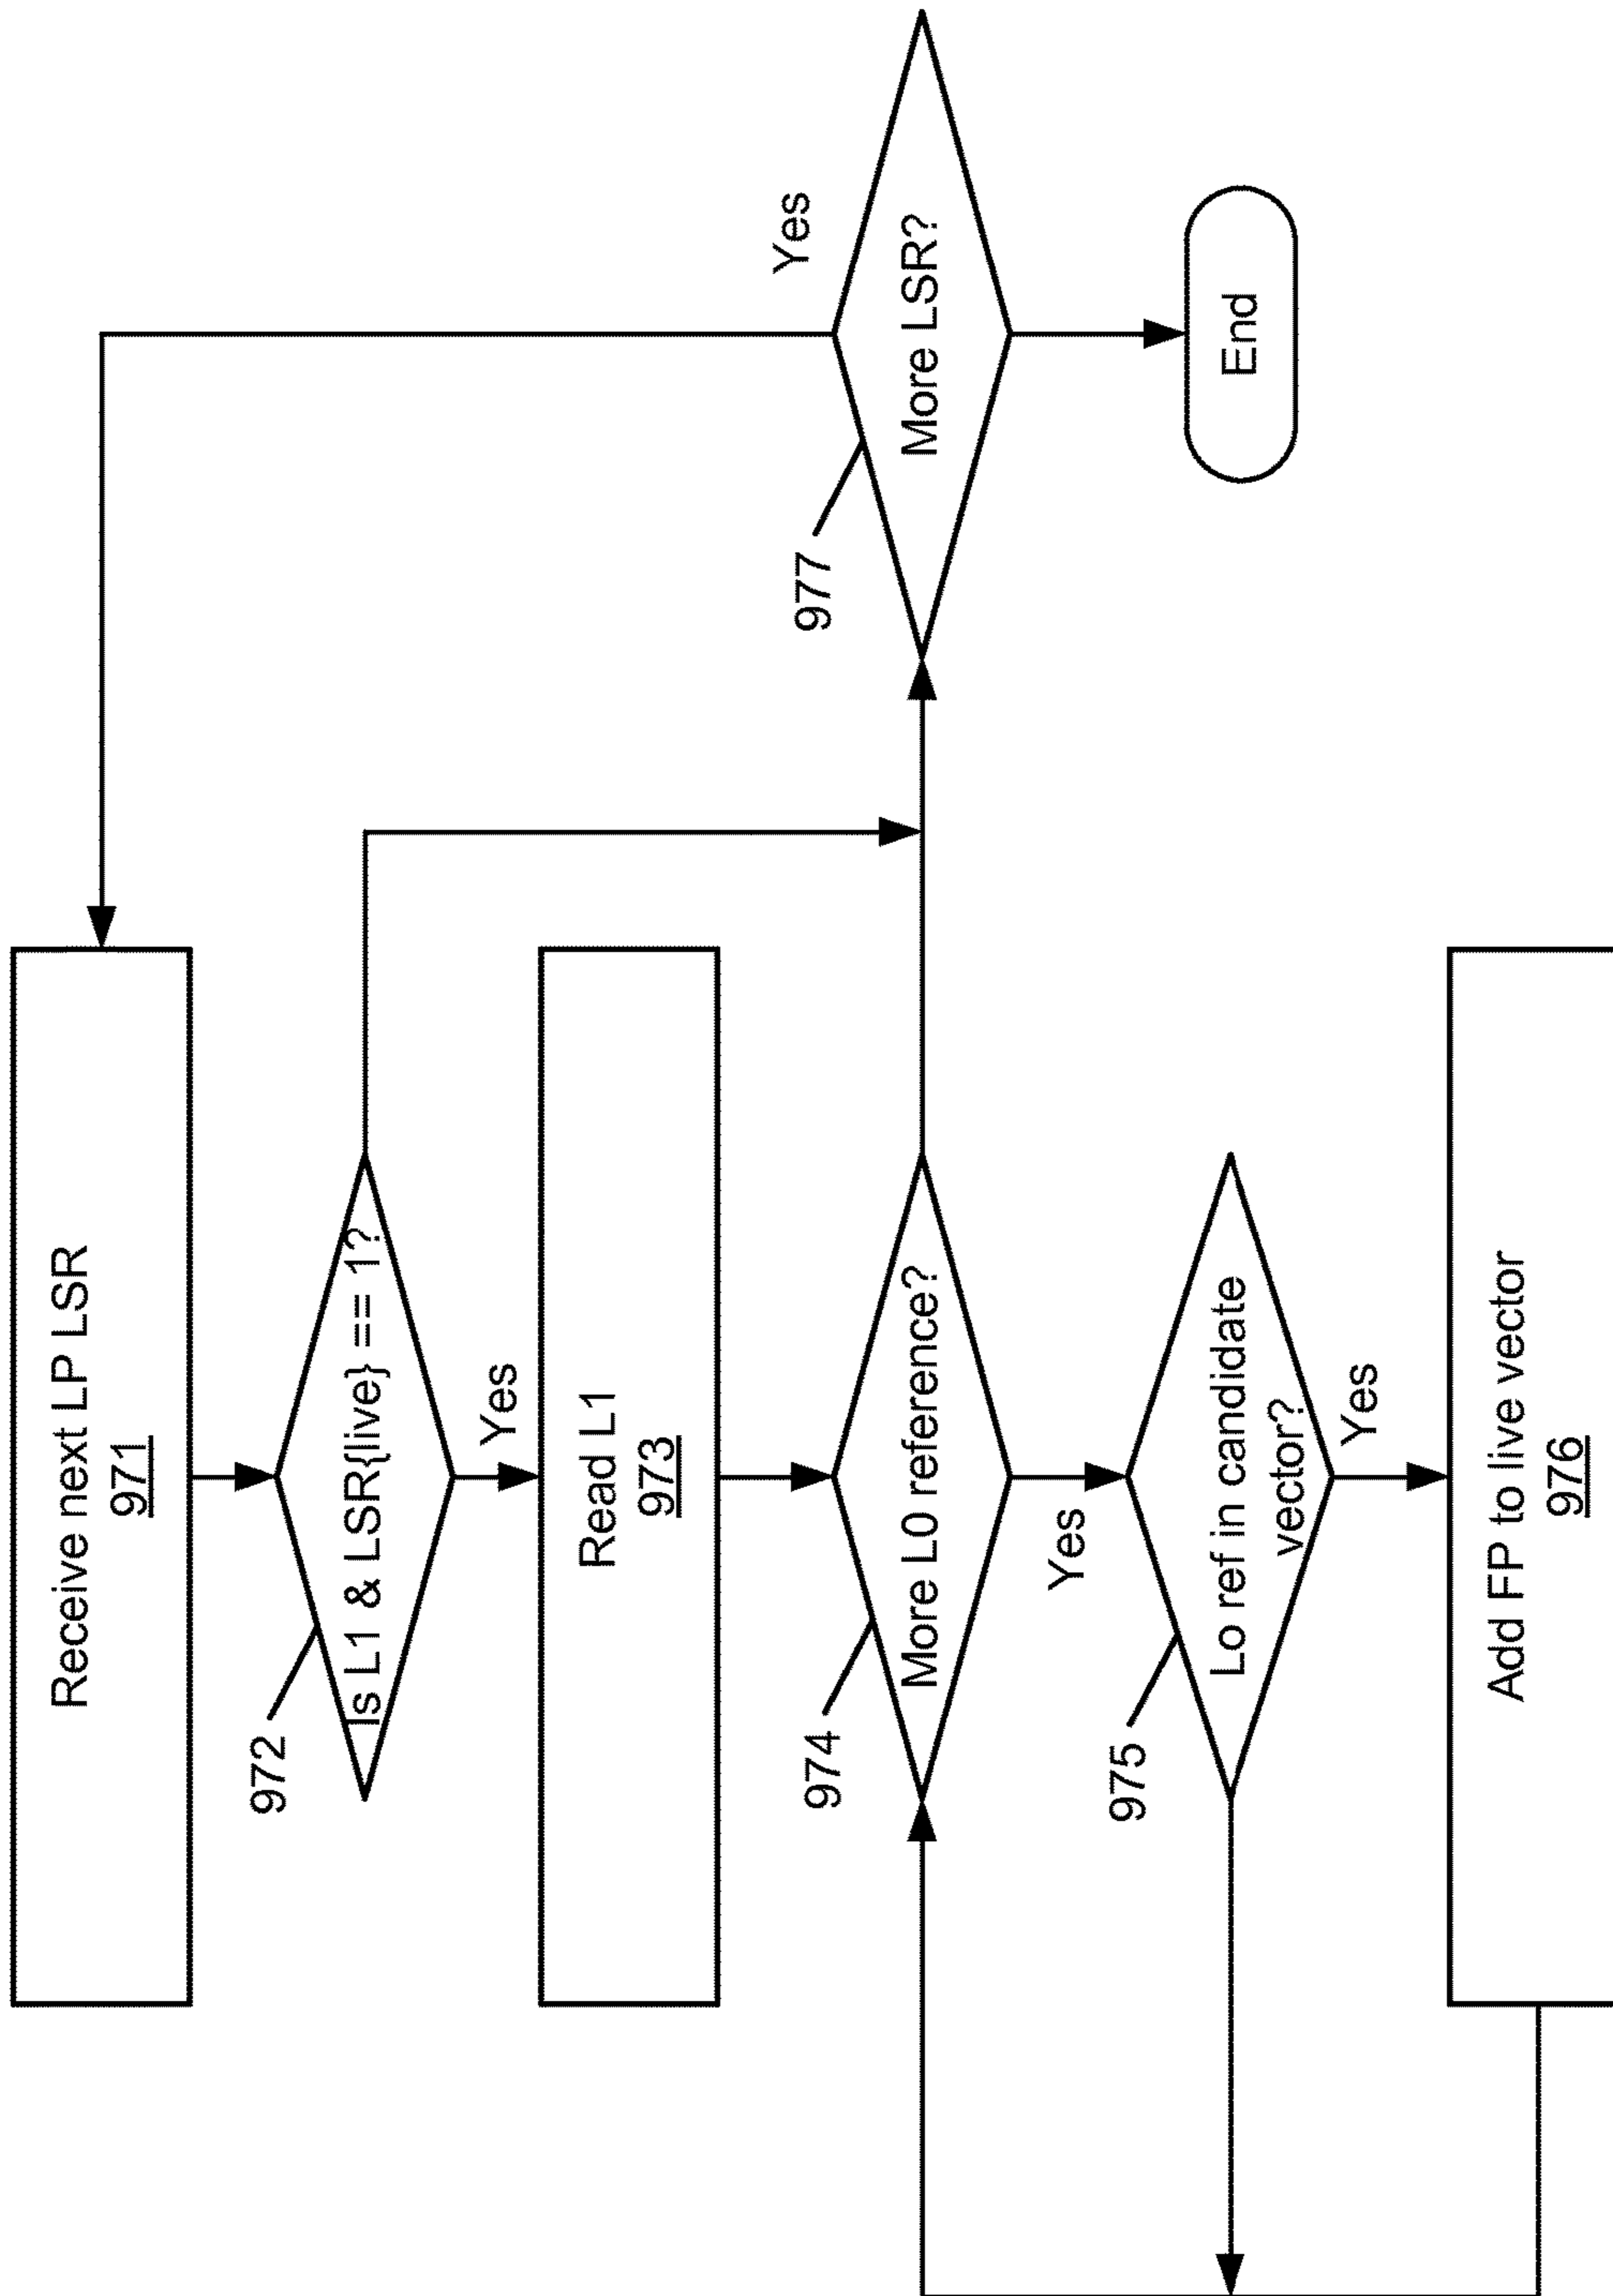 Receive next LP LSR
971
972
Is L1 & LSR{live} == 1?
Yes
Read L1
973
974
More L0 reference?
Yes
977
More LSR?
Yes
End
975
Lo ref in candidate
vector?
Yes
Add FP to live vector
976